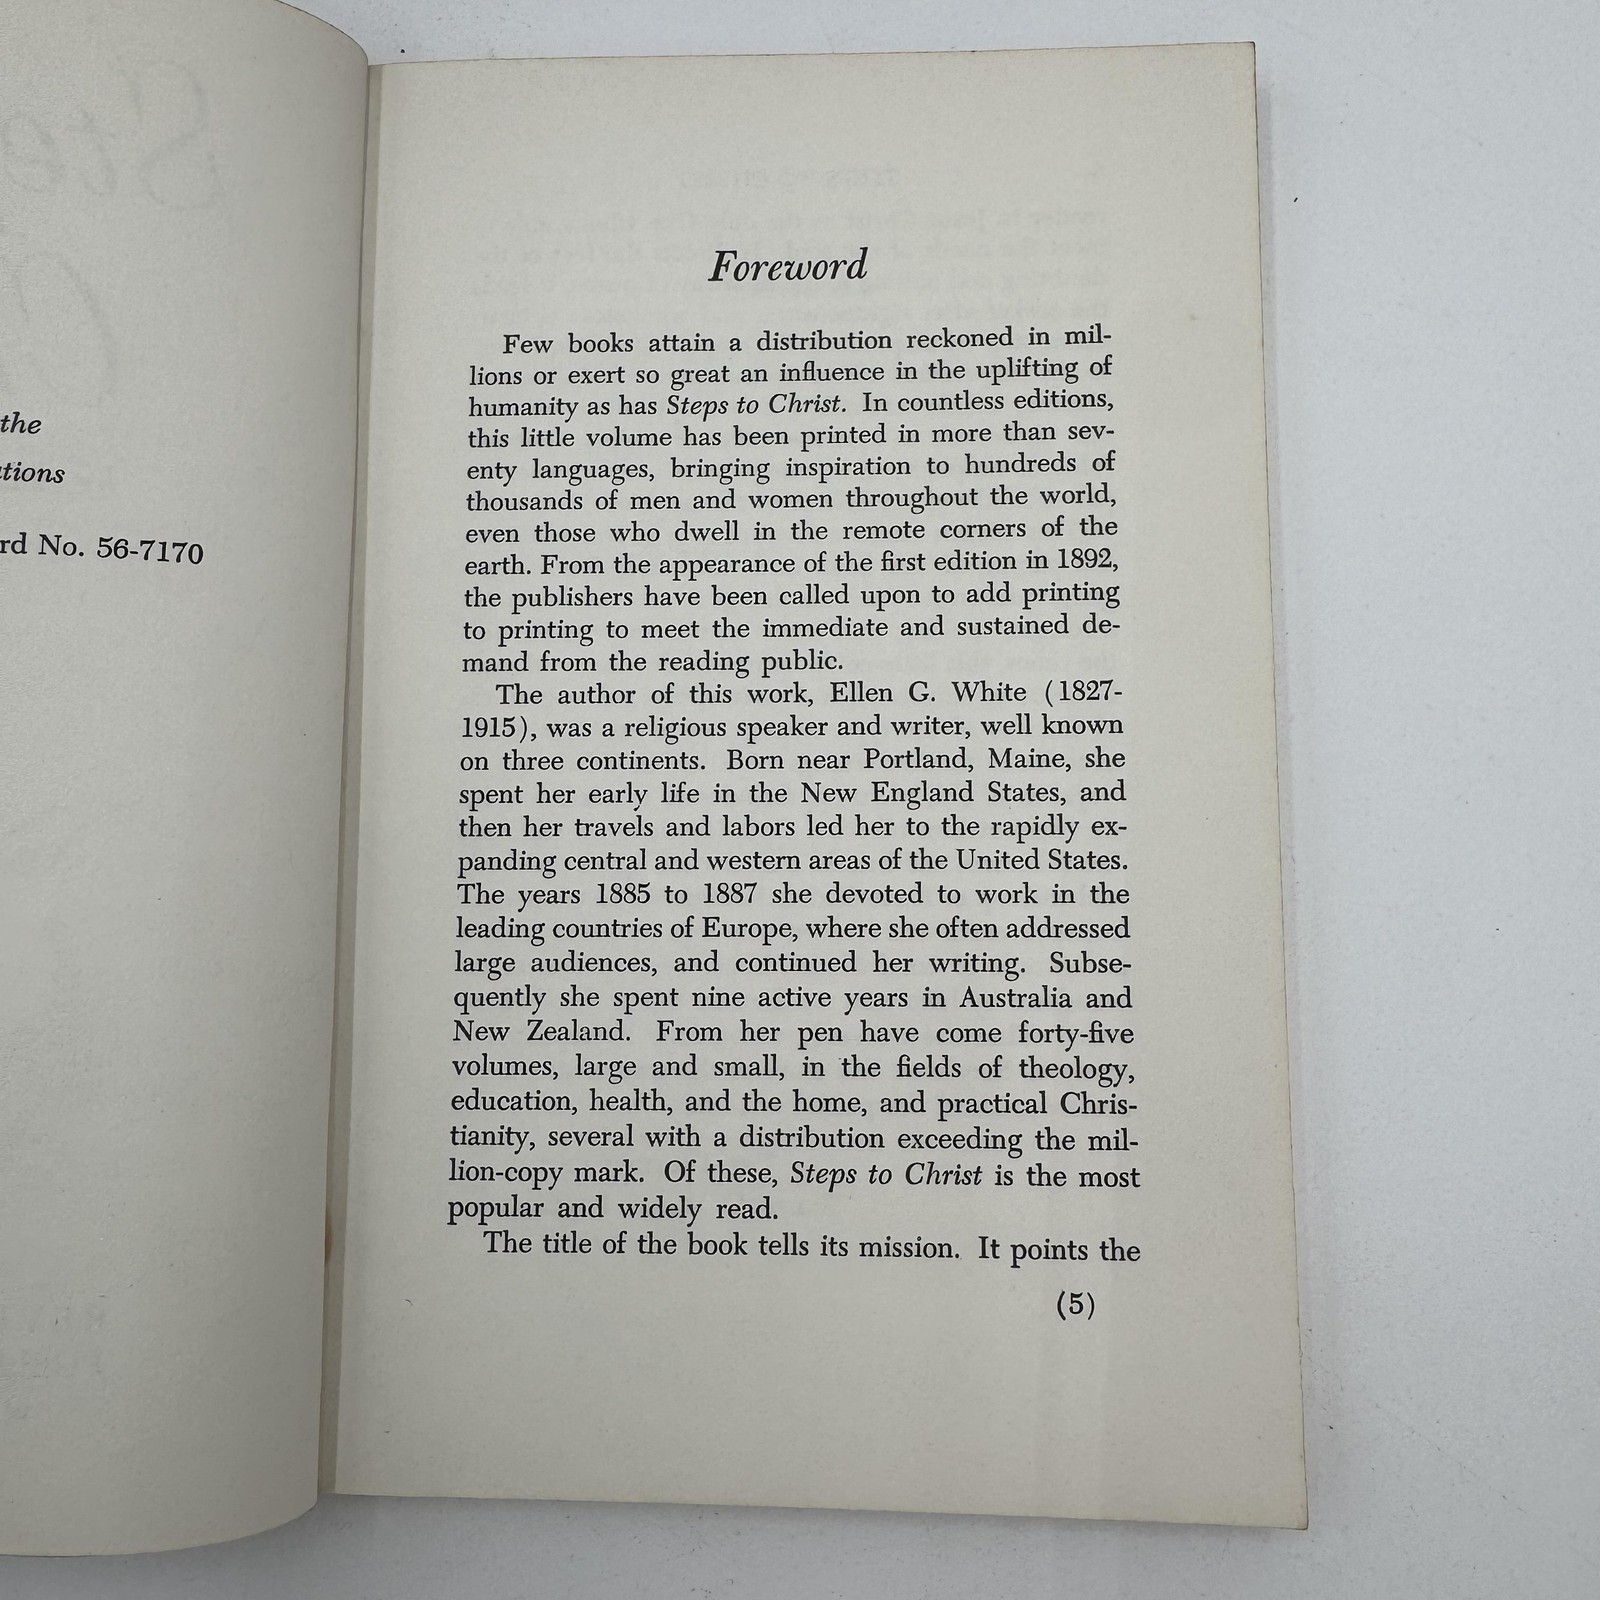 the
ations
rd No. 56-7170
Foreword
Few books attain a distribution reckoned in mil-
lions or exert so great an influence in the uplifting of
humanity as has Steps to Christ. In countless editions,
this little volume has been printed in more than sev-
enty languages, bringing inspiration to hundreds of
thousands of men and women throughout the world,
even those who dwell in the remote corners of the
earth. From the appearance of the first edition in 1892,
the publishers have been called upon to add printing
to printing to meet the immediate and sustained de-
mand from the reading public.
The author of this work, Ellen G. White (1827-
1915), was a religious speaker and writer, well known
on three continents. Born near Portland, Maine, she
spent her early life in the New England States, and
then her travels and labors led her to the rapidly ex-
panding central and western areas of the United States.
The years 1885 to 1887 she devoted to work in the
leading countries of Europe, where she often addressed
large audiences, and continued her writing. Subse-
quently she spent nine active years in Australia and
New Zealand. From her pen have come forty-five
volumes, large and small, in the fields of theology,
education, health, and the home, and practical Chris-
tianity, several with a distribution exceeding the mil-
lion-copy mark. Of these, Steps to Christ is the most
popular and widely read.
The title of the book tells its mission. It points the
(5)